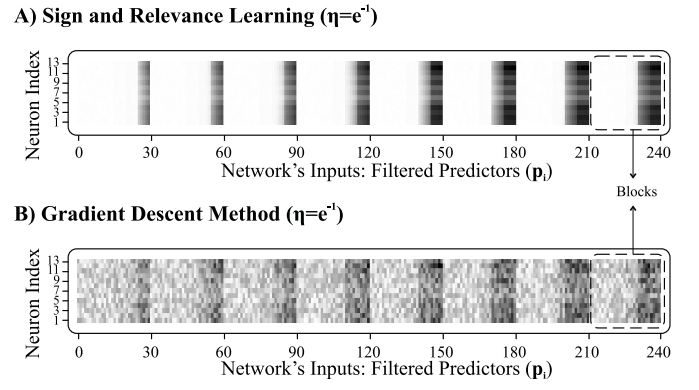 A) Sign and Relevance Learning (η=e⁻¹)
Neuron Index
13
11
9
7
5
3
1
0 30 60 90 120 150 180 210 240
Network's Inputs: Filtered Predictors (pᵢ)
Blocks
B) Gradient Descent Method (η=e⁻¹)
Neuron Index
13
11
9
7
5
3
1
0 30 60 90 120 150 180 210 240
Network's Inputs: Filtered Predictors (pᵢ)